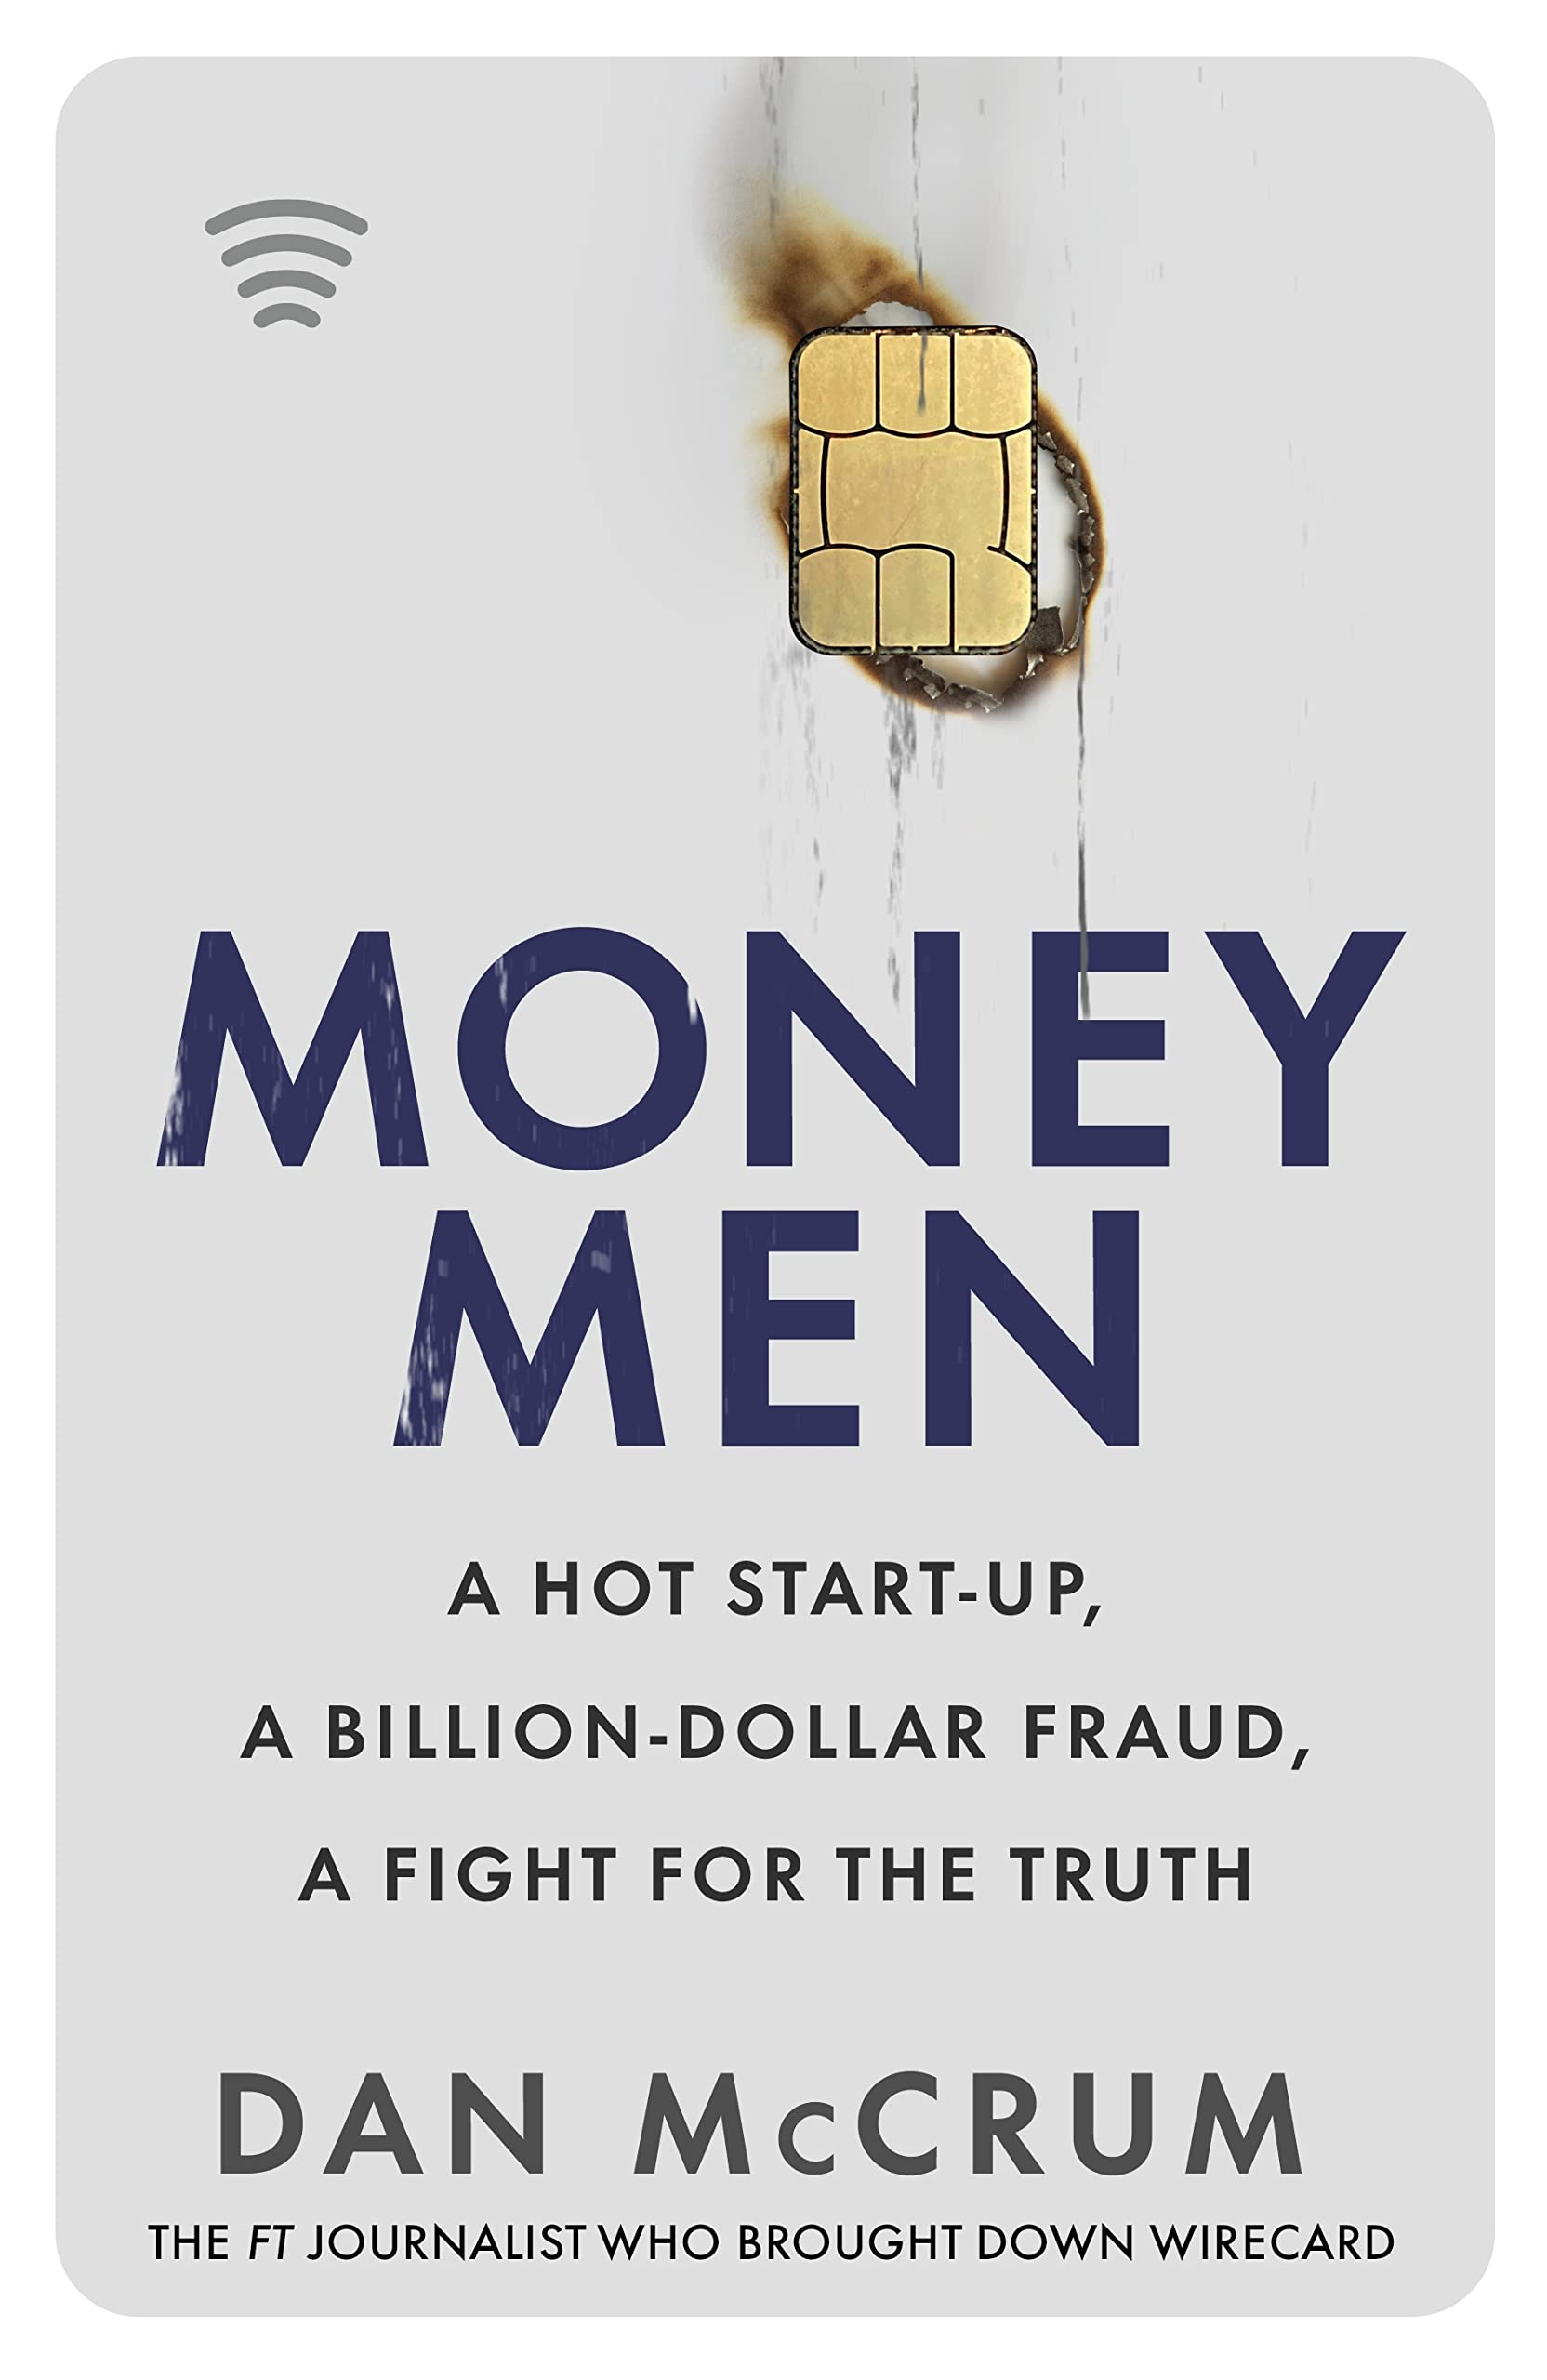 MONEY
MEN
A HOT START-UP,
A BILLION-DOLLAR FRAUD,
A FIGHT FOR THE TRUTH
DAN McCRUM
THE FT JOURNALIST WHO BROUGHT DOWN WIRECARD